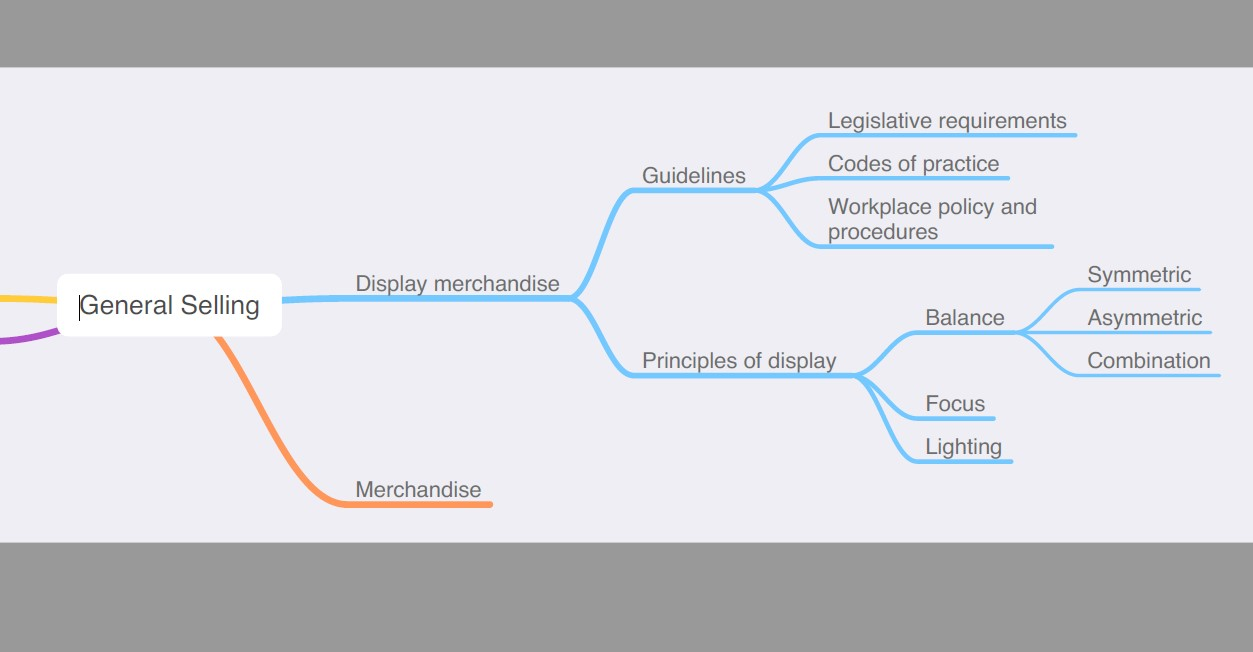 General Selling
Display merchandise
Guidelines
Legislative requirements
Codes of practice
Workplace policy and
procedures
Principles of display
Balance
Symmetric
Asymmetric
Combination
Focus
Lighting
Merchandise